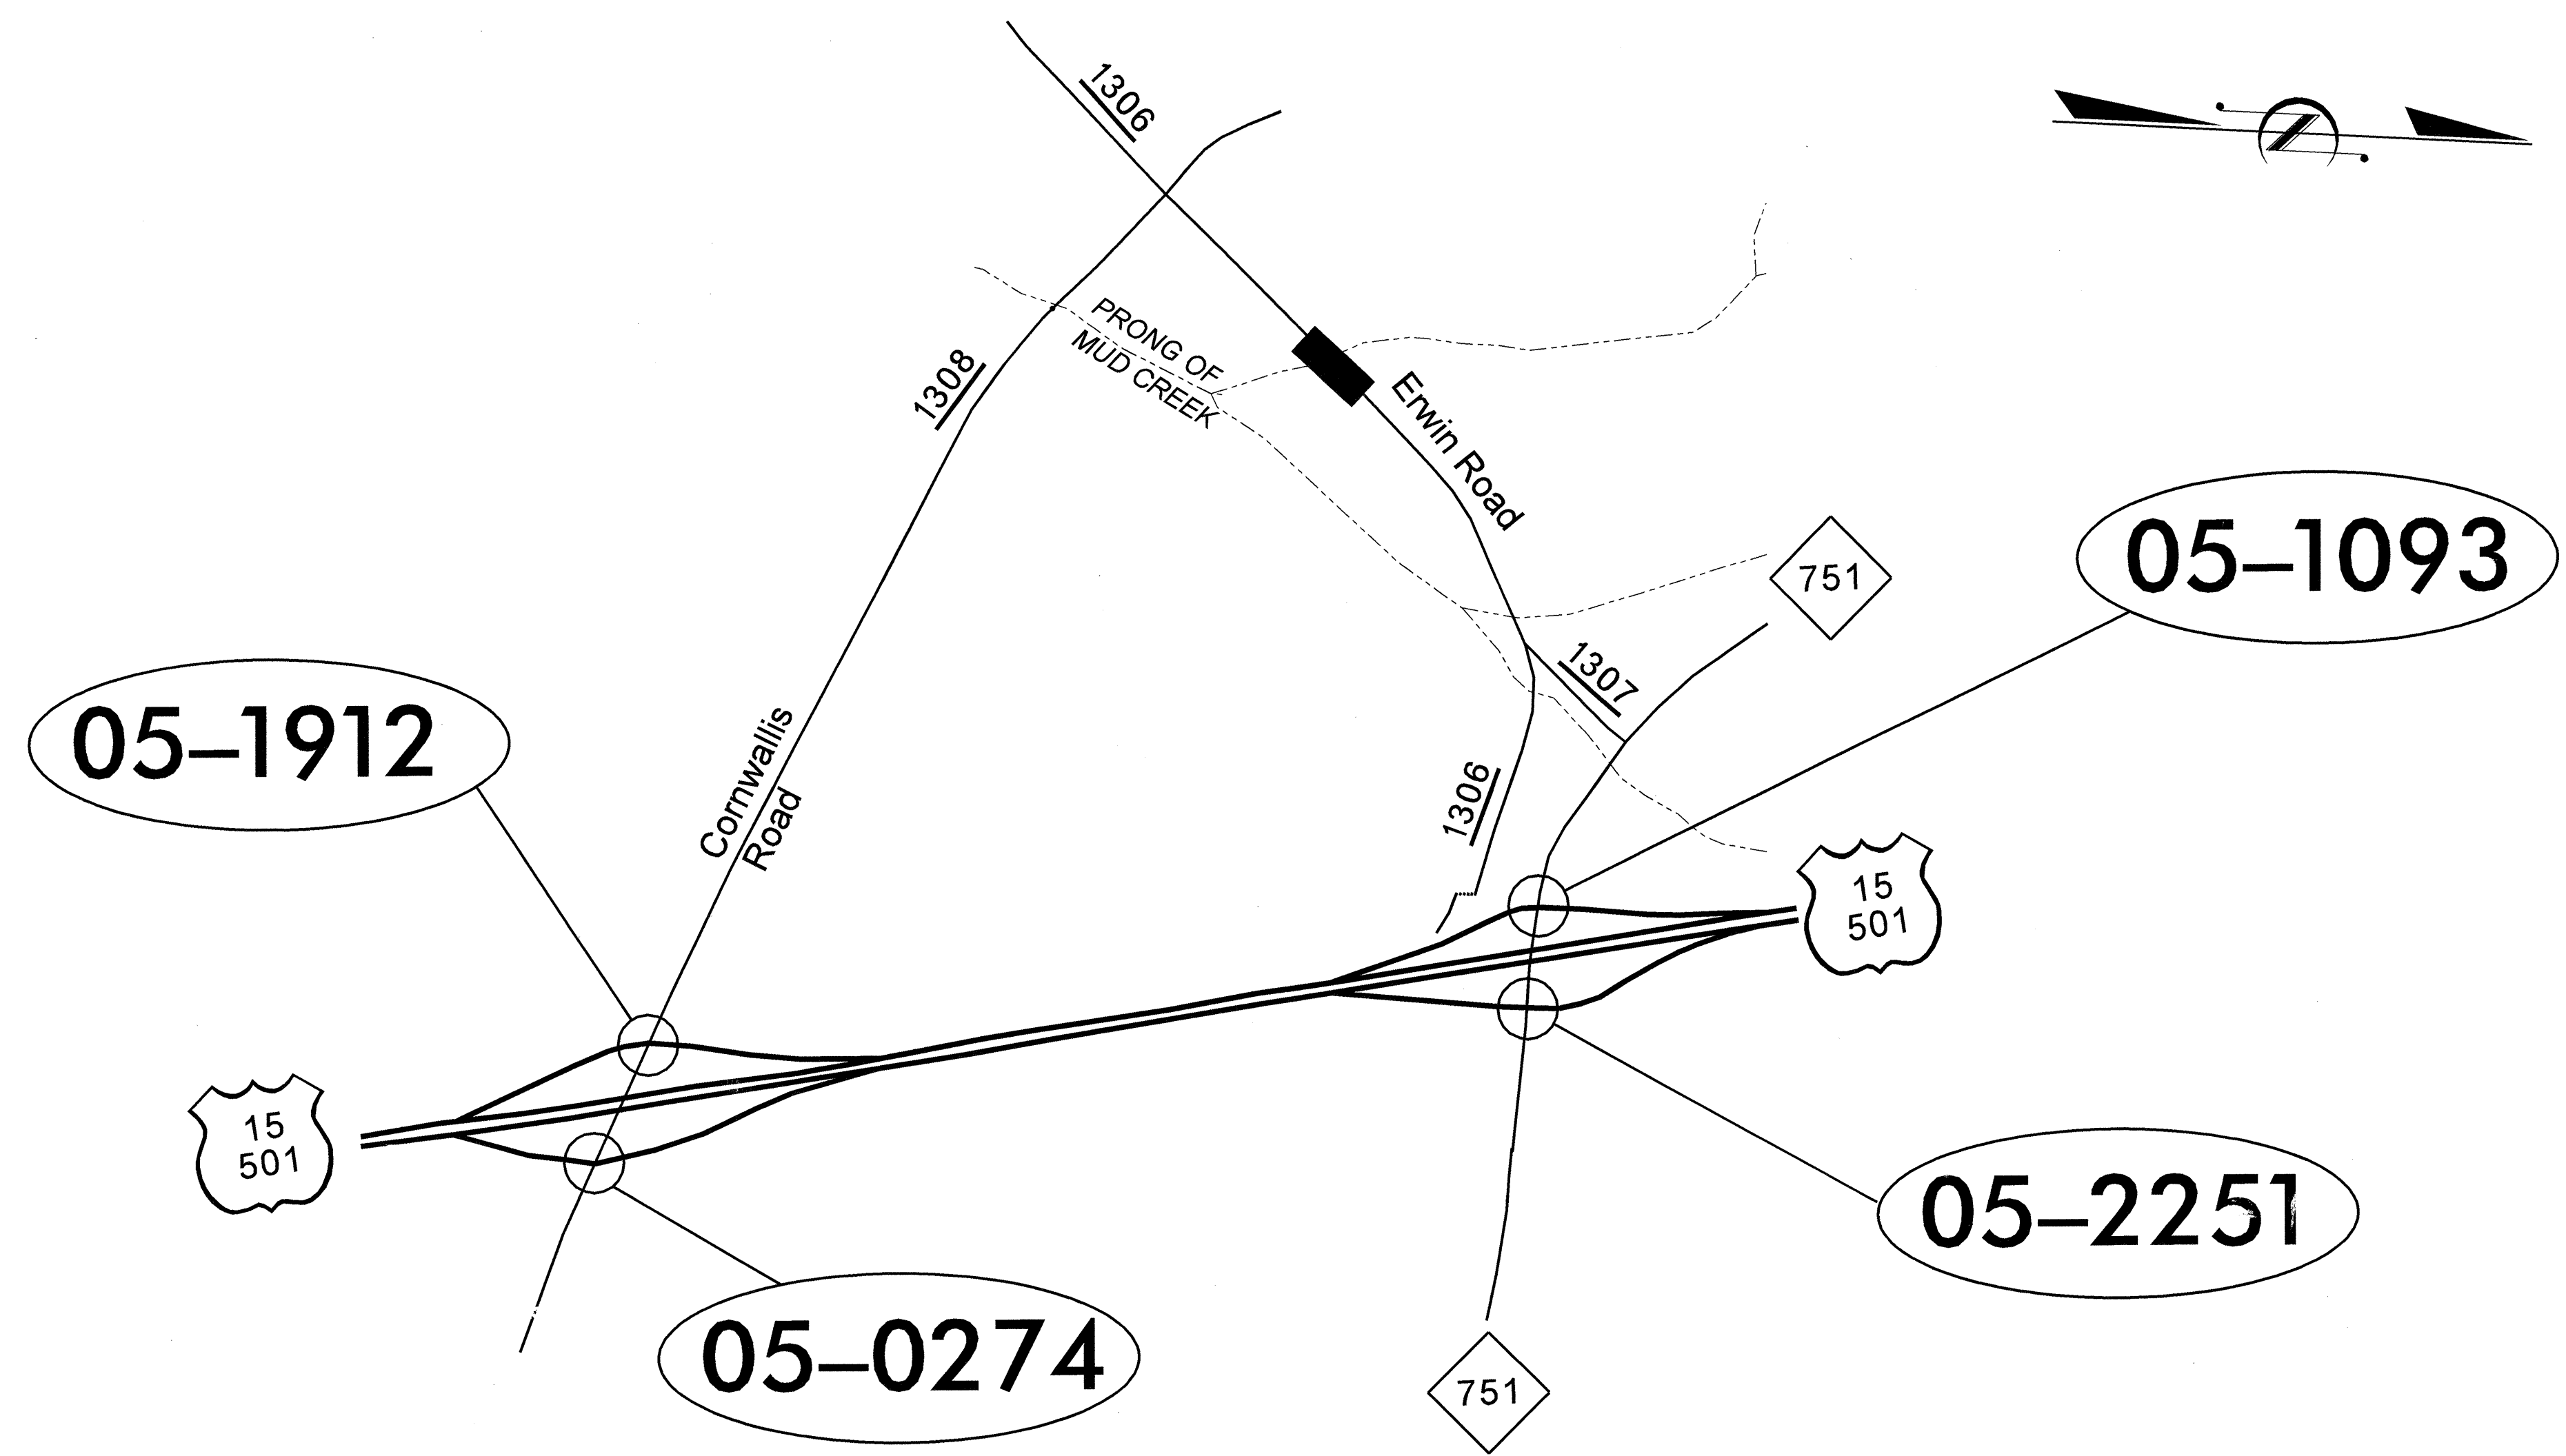 1306
PRONG OF
MUD CREEK
1308
Erwin Road
05–1093
751
1307
05–1912
Cornwallis
Road
1306
15
501
15
501
05–2251
05–0274
751